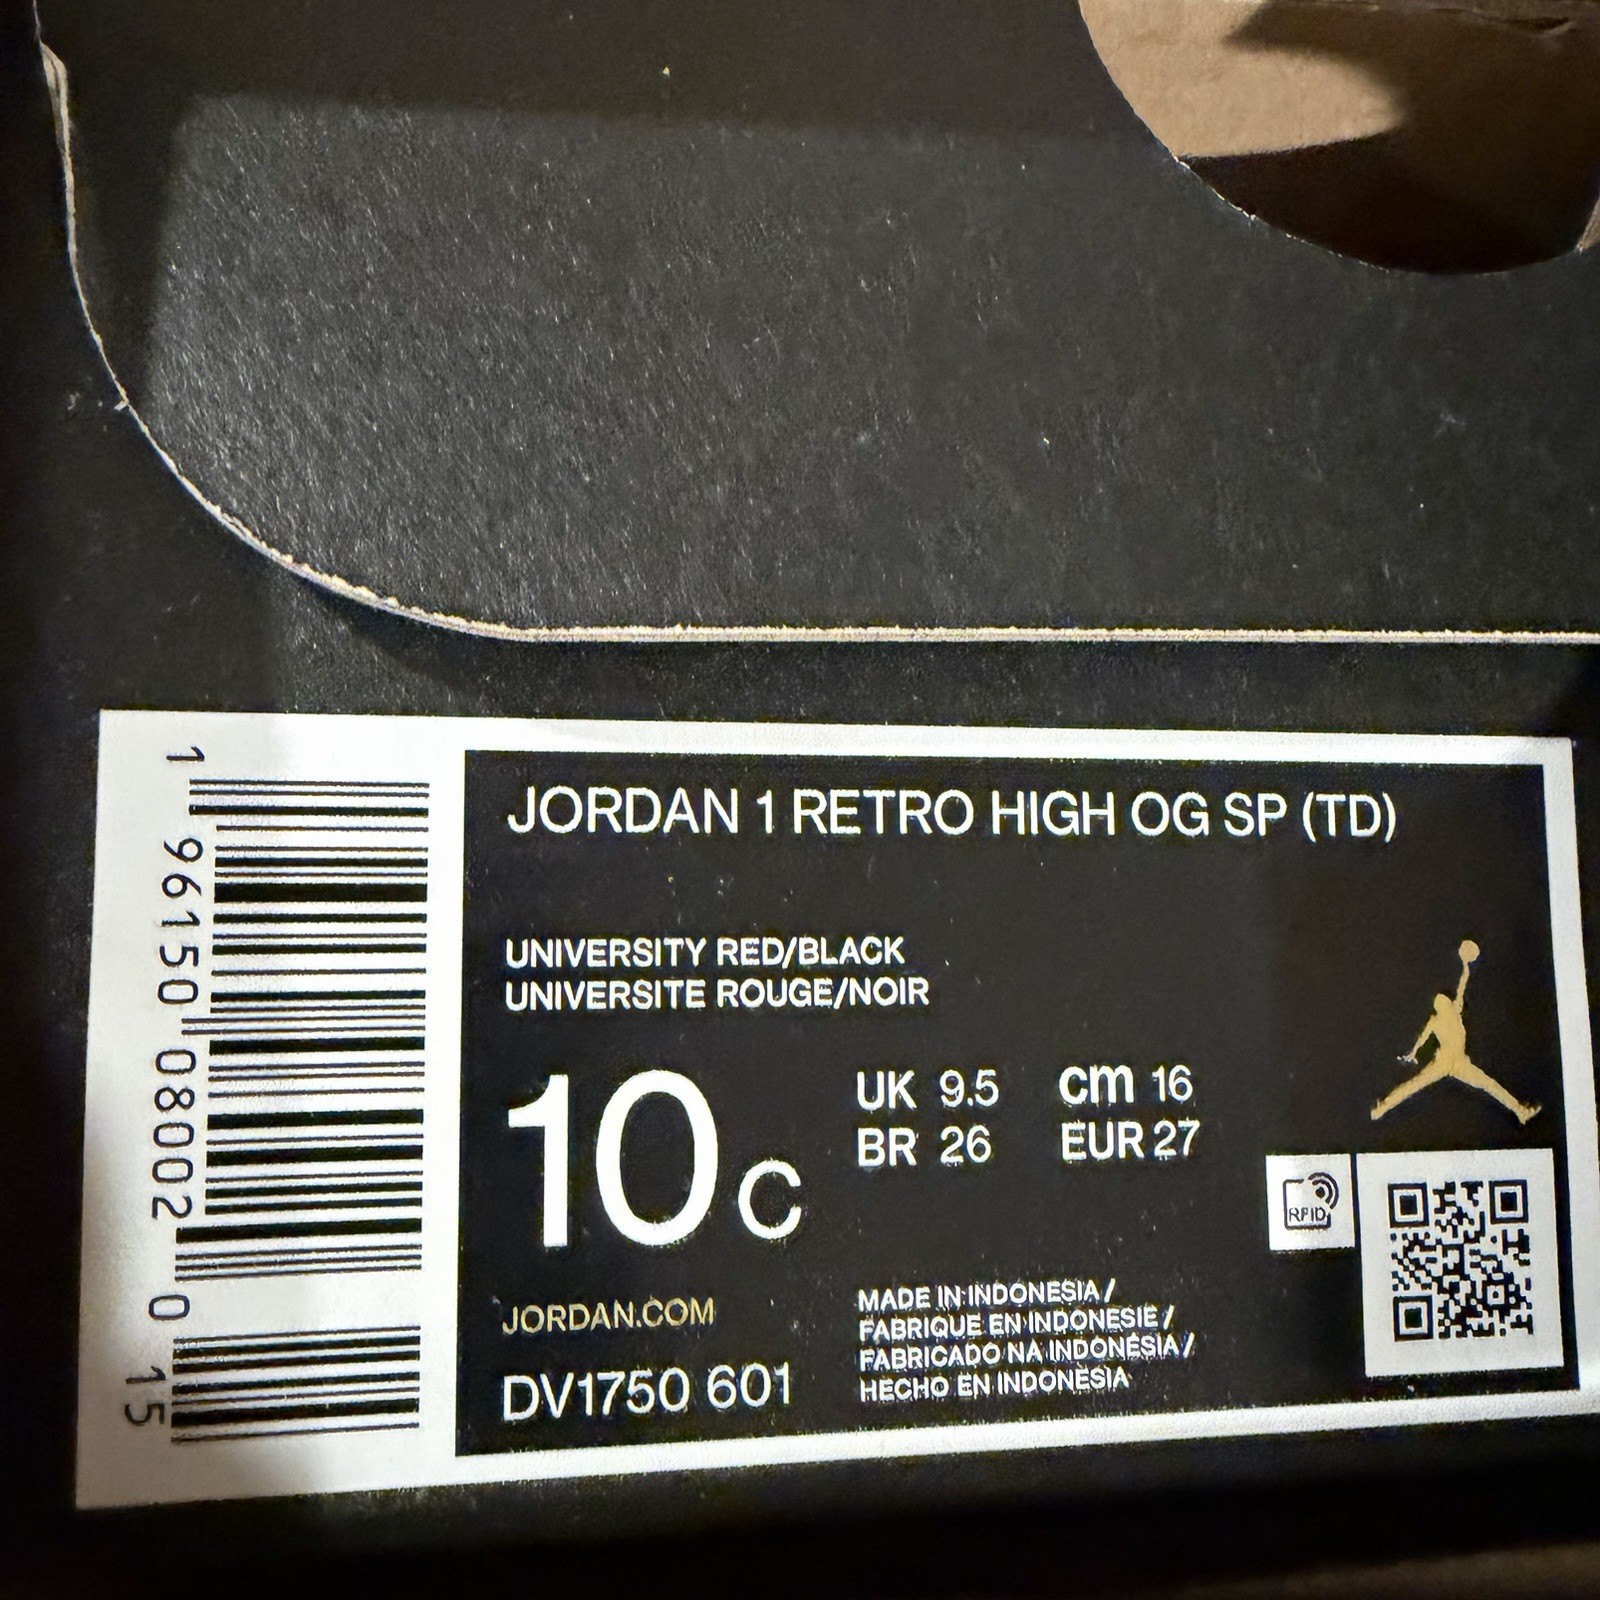 1 96150 08002 0 15
JORDAN 1 RETRO HIGH OG SP (TD)
UNIVERSITY RED/BLACK
UNIVERSITE ROUGE/NOIR
10 C
UK 9.5 cm 16
BR 26 EUR 27
RFID
JORDAN.COM
DV1750 601
MADE IN INDONESIA /
FABRIQUE EN INDONESIE /
FABRICADO NA INDONÉSIA /
HECHO EN INDONESIA